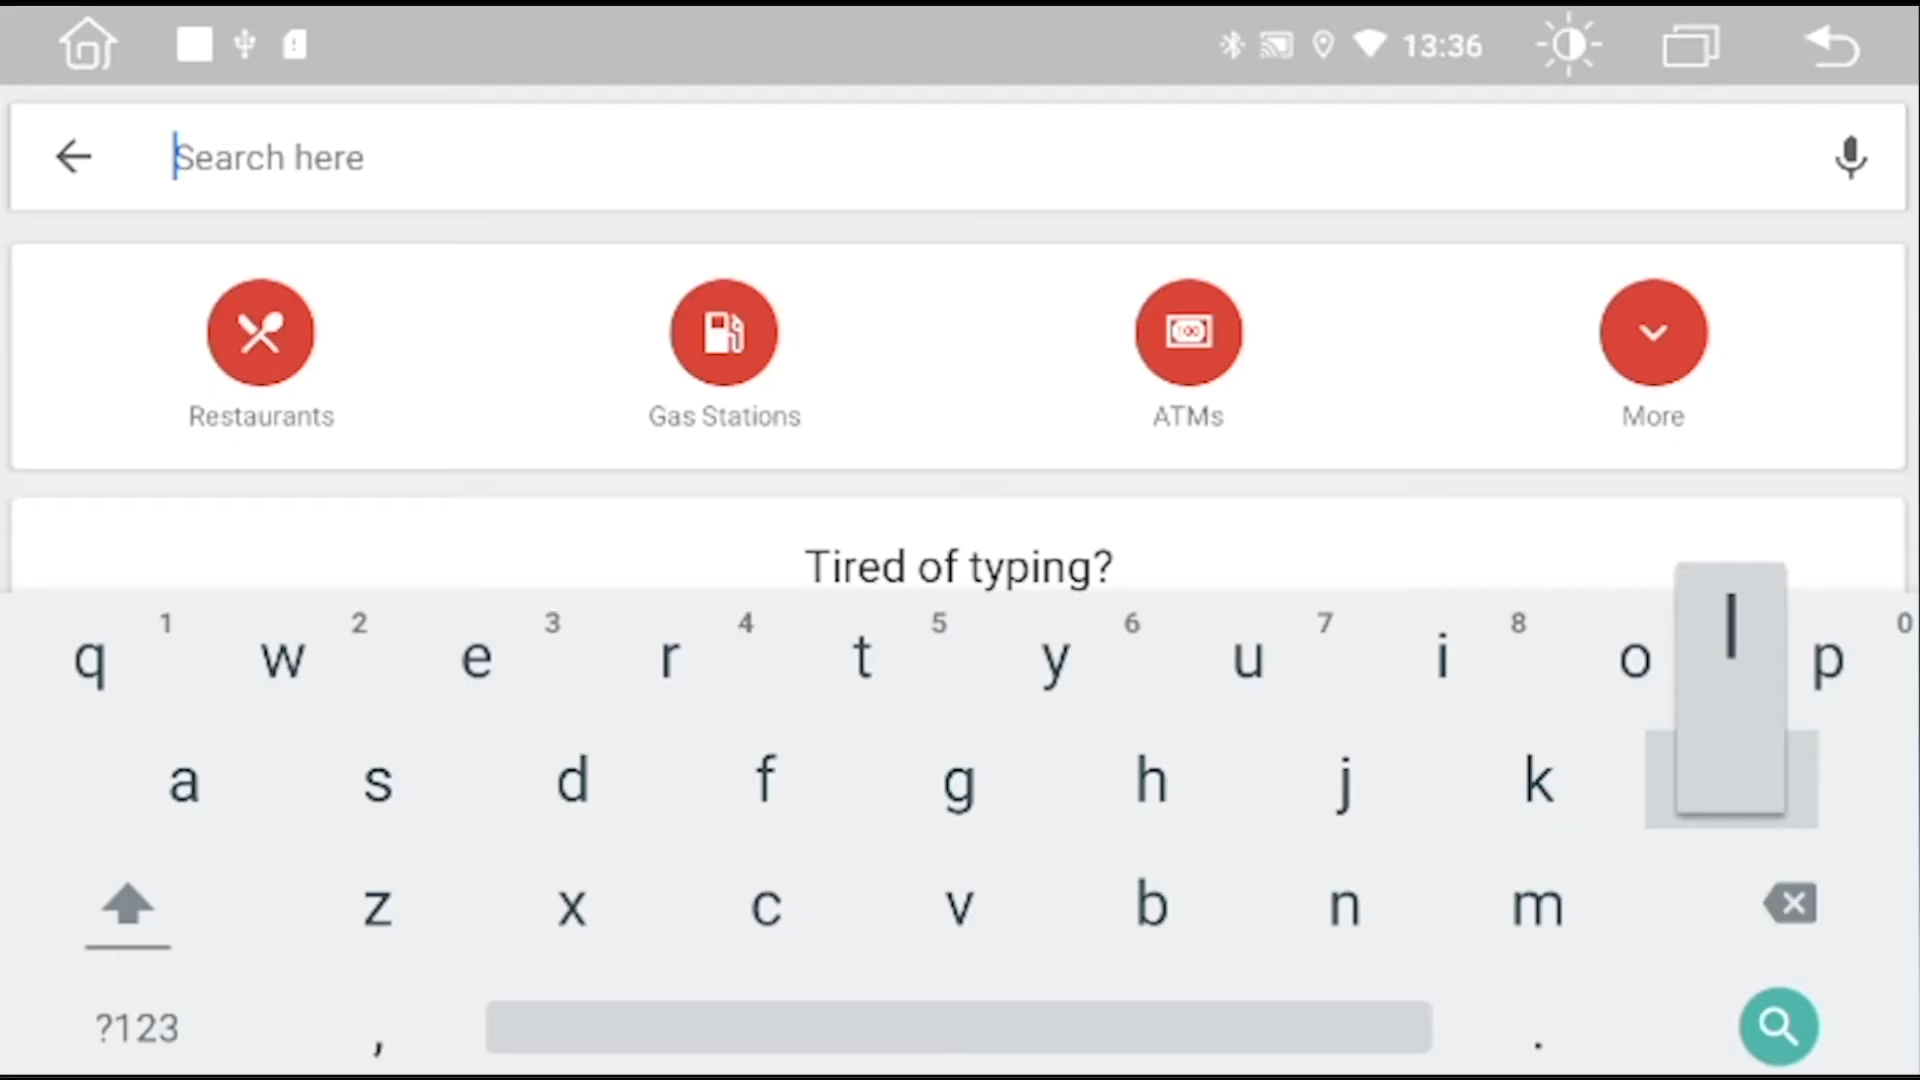 13:36
Search here
100
Restaurants Gas Stations ATMs More
Tired of typing?
1 2 3 4 5 6 7 8 0
q w e r t y u i o p
l
a s d f g h j k
z x c v b n m
?123 , .